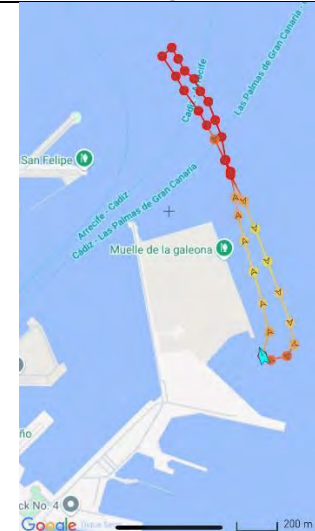 Cádiz - Arrecife
Las Palmas de Gran Canaria
San Felipe
Arrecife - Cádiz
Cádiz - Las Palmas de Gran Canaria
Muelle de la galeona
ño
ck No. 4
Google
200 m